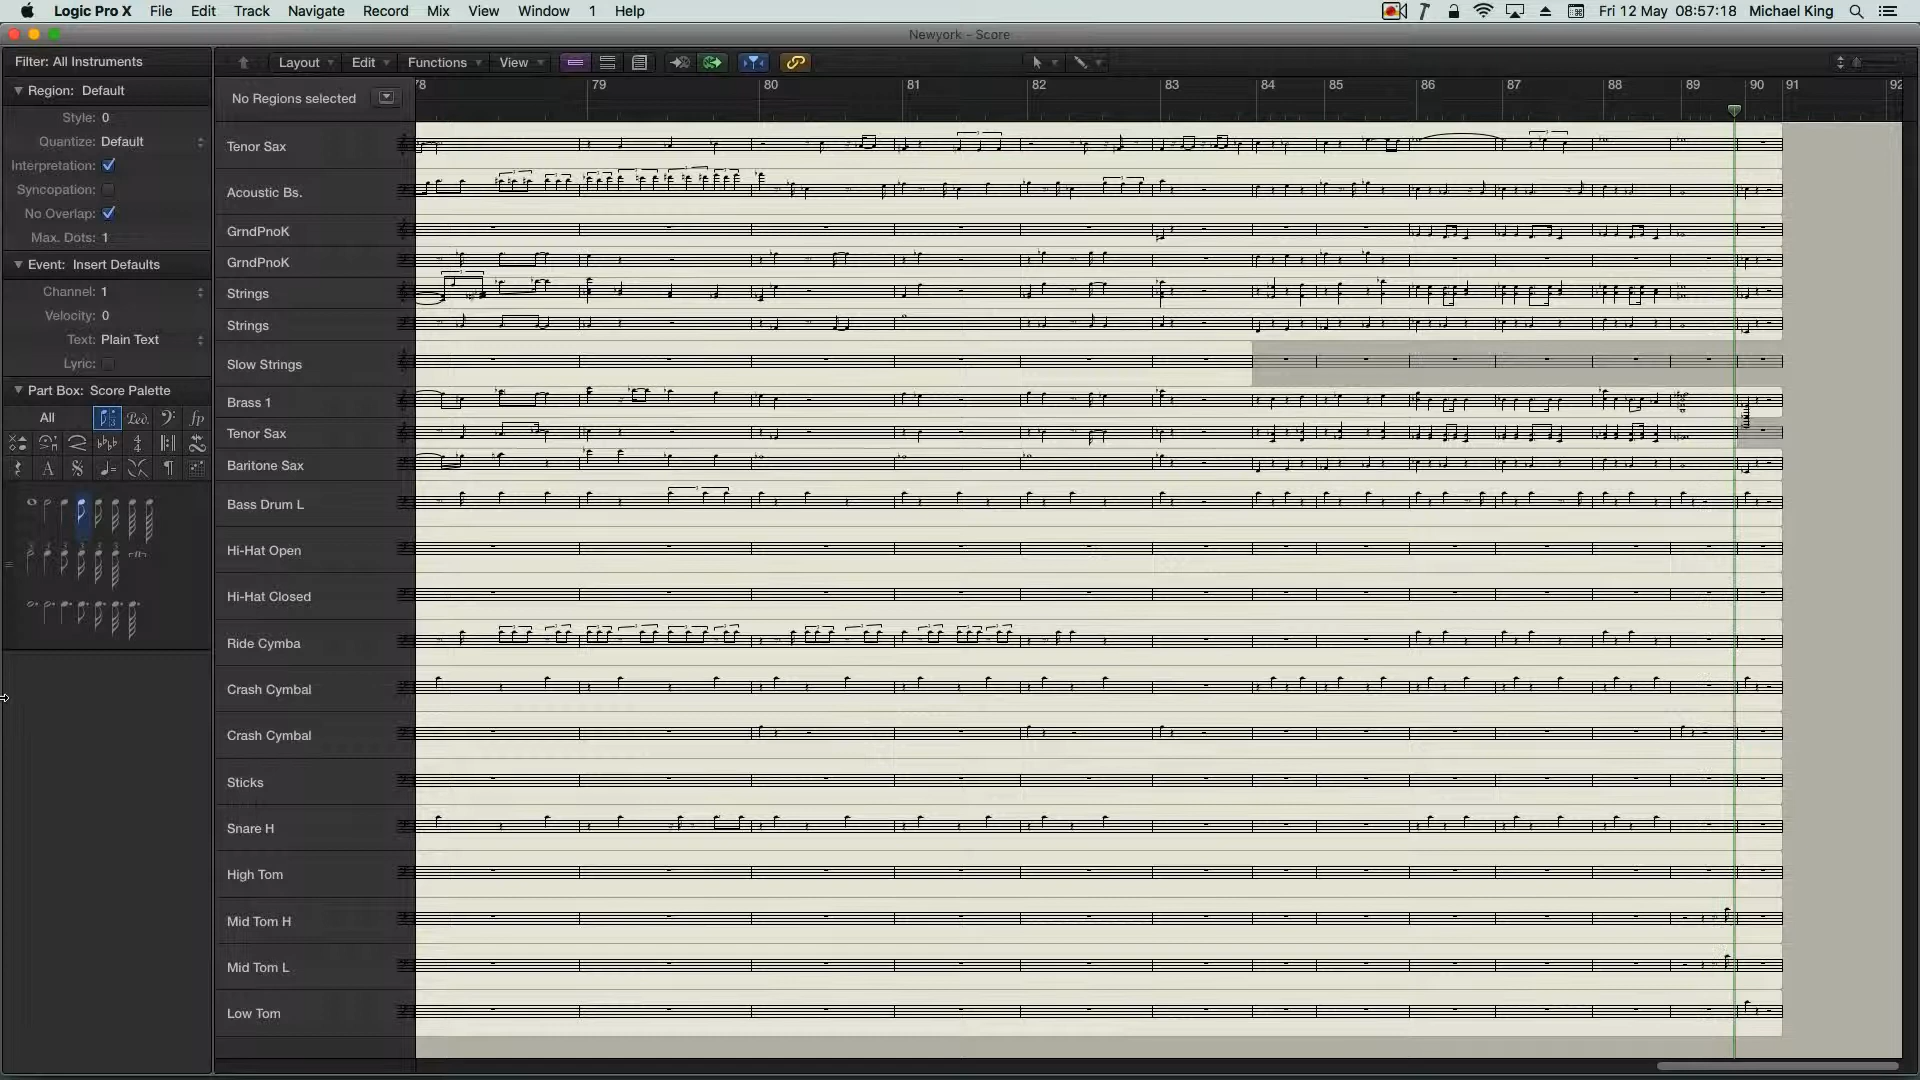 Logic Pro X File Edit Track Navigate Record Mix View Window 1 Help Fri 12 May 08:57:18 Michael King
Newyork - Score
Filter: All Instruments
Layout Edit Functions View
Region: Default
No Regions selected
78 79 80 81 82 83 84 85 86 87 88 89 90 91 92
Style: 0
Quantize: Default
Interpretation:
Syncopation:
No Overlap:
Max. Dots: 1
Event: Insert Defaults
Channel: 1
Velocity: 0
Text: Plain Text
Lyric:
Part Box: Score Palette
All
Tenor Sax
Acoustic Bs.
GrndPnoK
GrndPnoK
Strings
Strings
Slow Strings
Brass 1
Tenor Sax
Baritone Sax
Bass Drum L
Hi-Hat Open
Hi-Hat Closed
Ride Cymba
Crash Cymbal
Crash Cymbal
Sticks
Snare H
High Tom
Mid Tom H
Mid Tom L
Low Tom